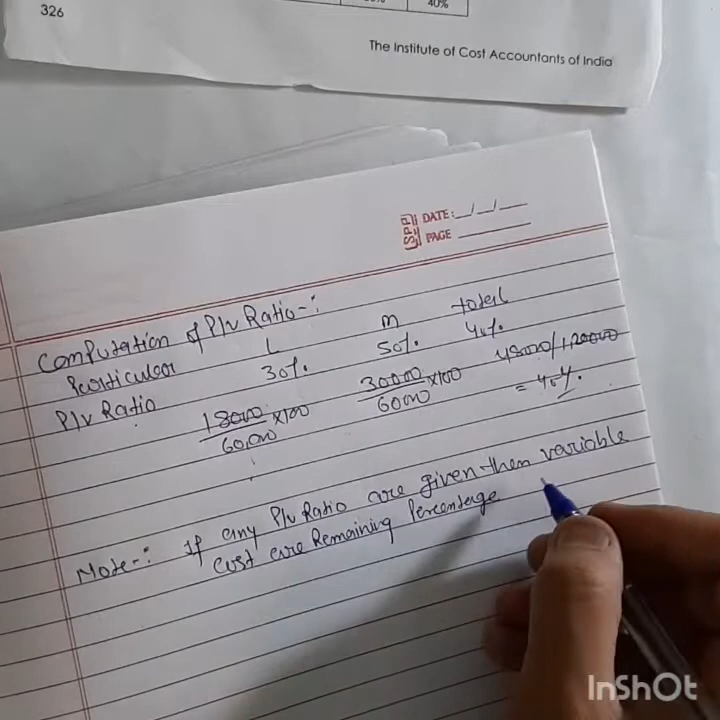 40%
326
The Institute of Cost Accountants of India
S.P.J DATE:
PAGE
Computation of P/v Ratio-:
Particular L M total
P/v Ratio 30% 50% 40%
18000/60,000 x100 30000/60000 x100 48000/120000
= 40%
Note-: If any P/v Ratio are given then variable
cost are Remaining Percentage
InShOt